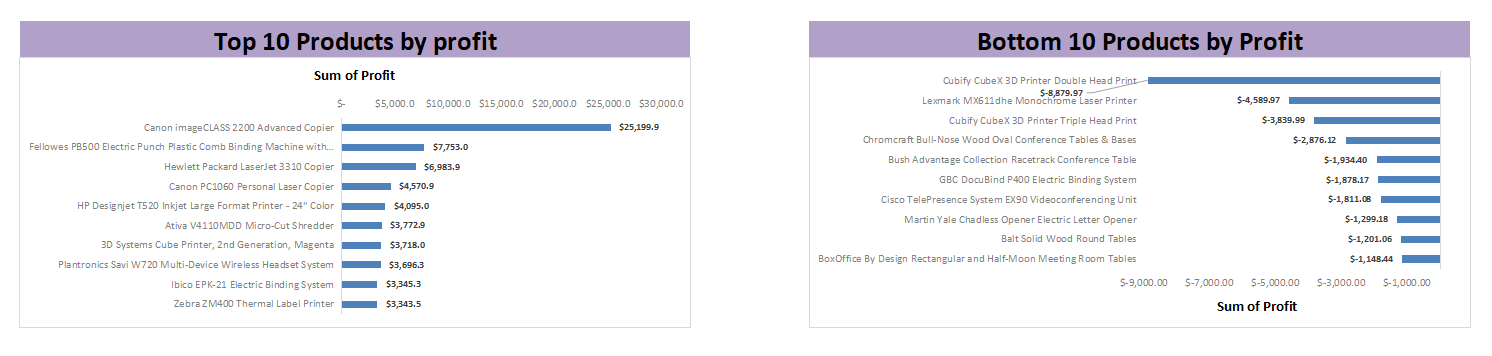 Top 10 Products by profit
Sum of Profit
$- $5,000.0 $10,000.0 $15,000.0 $20,000.0 $25,000.0 $30,000.0
Canon imageCLASS 2200 Advanced Copier $25,199.9
Fellowes PB500 Electric Punch Plastic Comb Binding Machine with... $7,753.0
Hewlett Packard LaserJet 3310 Copier $6,983.9
Canon PC1060 Personal Laser Copier $4,570.9
HP Designjet T520 Inkjet Large Format Printer - 24" Color $4,095.0
Ativa V4110MDD Micro-Cut Shredder $3,772.9
3D Systems Cube Printer, 2nd Generation, Magenta $3,718.0
Plantronics Savi W720 Multi-Device Wireless Headset System $3,696.3
Ibico EPK-21 Electric Binding System $3,345.3
Zebra ZM400 Thermal Label Printer $3,343.5
Bottom 10 Products by Profit
Cubify CubeX 3D Printer Double Head Print $-8,879.97
Lexmark MX611dhe Monochrome Laser Printer $-4,589.97
Cubify CubeX 3D Printer Triple Head Print $-3,839.99
Chromcraft Bull-Nose Wood Oval Conference Tables & Bases $-2,876.12
Bush Advantage Collection Racetrack Conference Table $-1,934.40
GBC DocuBind P400 Electric Binding System $-1,878.17
Cisco TelePresence System EX90 Videoconferencing Unit $-1,811.08
Martin Yale Chadless Opener Electric Letter Opener $-1,299.18
Balt Solid Wood Round Tables $-1,201.06
BoxOffice By Design Rectangular and Half-Moon Meeting Room Tables $-1,148.44
$-9,000.00 $-7,000.00 $-5,000.00 $-3,000.00 $-1,000.00
Sum of Profit